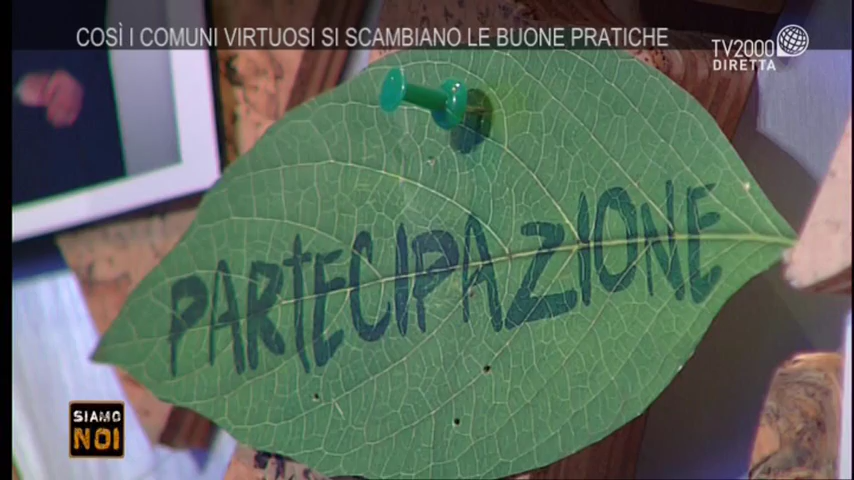 COSÌ I COMUNI VIRTUOSI SI SCAMBIANO LE BUONE PRATICHE
TV2000
DIRETTA
PARTECIPAZIONE
SIAMO
NOI